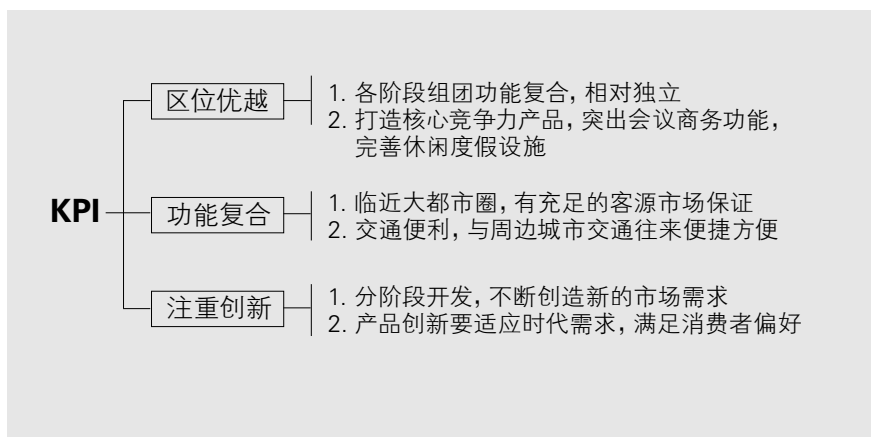 KPI
区位优越
1. 各阶段组团功能复合，相对独立
2. 打造核心竞争力产品，突出会议商务功能，
完善休闲度假设施
功能复合
1. 临近大都市圈，有充足的客源市场保证
2. 交通便利，与周边城市交通往来便捷方便
注重创新
1. 分阶段开发，不断创造新的市场需求
2. 产品创新要适应时代需求，满足消费者偏好